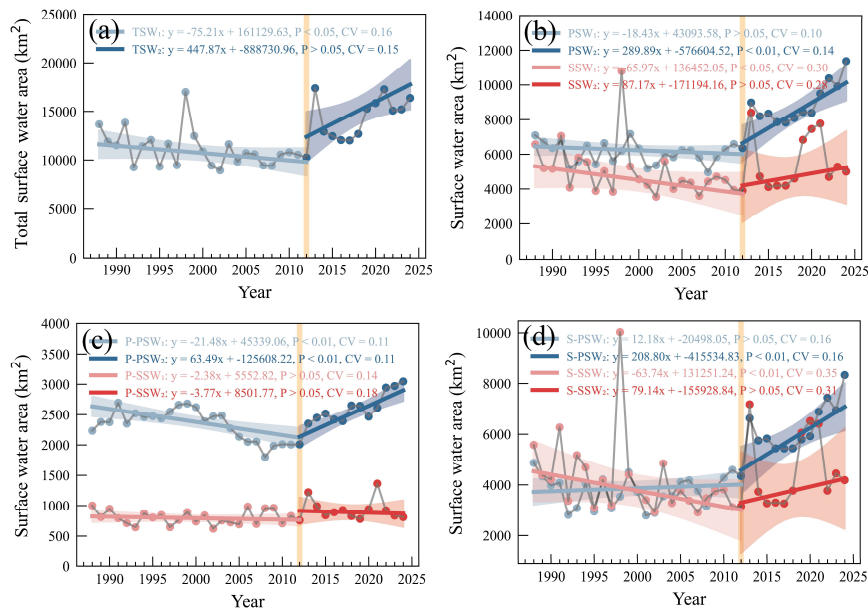 (a)
TSW₁: y = -75.21x + 161129.63, P < 0.05, CV = 0.16
TSW₂: y = 447.87x + -888730.96, P > 0.05, CV = 0.15
Total surface water area (km²)
25000
20000
15000
10000
5000
0
1990 1995 2000 2005 2010 2015 2020 2025
Year
(b)
PSW₁: y = -18.43x + 43093.58, P > 0.05, CV = 0.10
PSW₂: y = 289.89x + -576604.52, P < 0.01, CV = 0.14
SSW₁: y = -65.97x + 136452.05, P < 0.05, CV = 0.30
SSW₂: y = 87.17x + -171194.16, P > 0.05, CV = 0.28
Surface water area (km²)
14000
12000
10000
8000
6000
4000
2000
0
1990 1995 2000 2005 2010 2015 2020 2025
Year
(c)
P-PSW₁: y = -21.48x + 45339.06, P < 0.01, CV = 0.11
P-PSW₂: y = 63.49x + -125608.22, P < 0.01, CV = 0.11
P-SSW₁: y = -2.38x + 5552.82, P > 0.05, CV = 0.14
P-SSW₂: y = -3.77x + 8501.77, P > 0.05, CV = 0.18
Surface water area (km²)
4000
3500
3000
2500
2000
1500
1000
500
0
1990 1995 2000 2005 2010 2015 2020 2025
Year
(d)
S-PSW₁: y = 12.18x + -20498.05, P > 0.05, CV = 0.16
S-PSW₂: y = 208.80x + -415534.83, P < 0.01, CV = 0.16
S-SSW₁: y = -63.74x + 131251.24, P < 0.01, CV = 0.35
S-SSW₂: y = 79.14x + -155928.84, P > 0.05, CV = 0.31
Surface water area (km²)
10000
8000
6000
4000
2000
1990 1995 2000 2005 2010 2015 2020 2025
Year